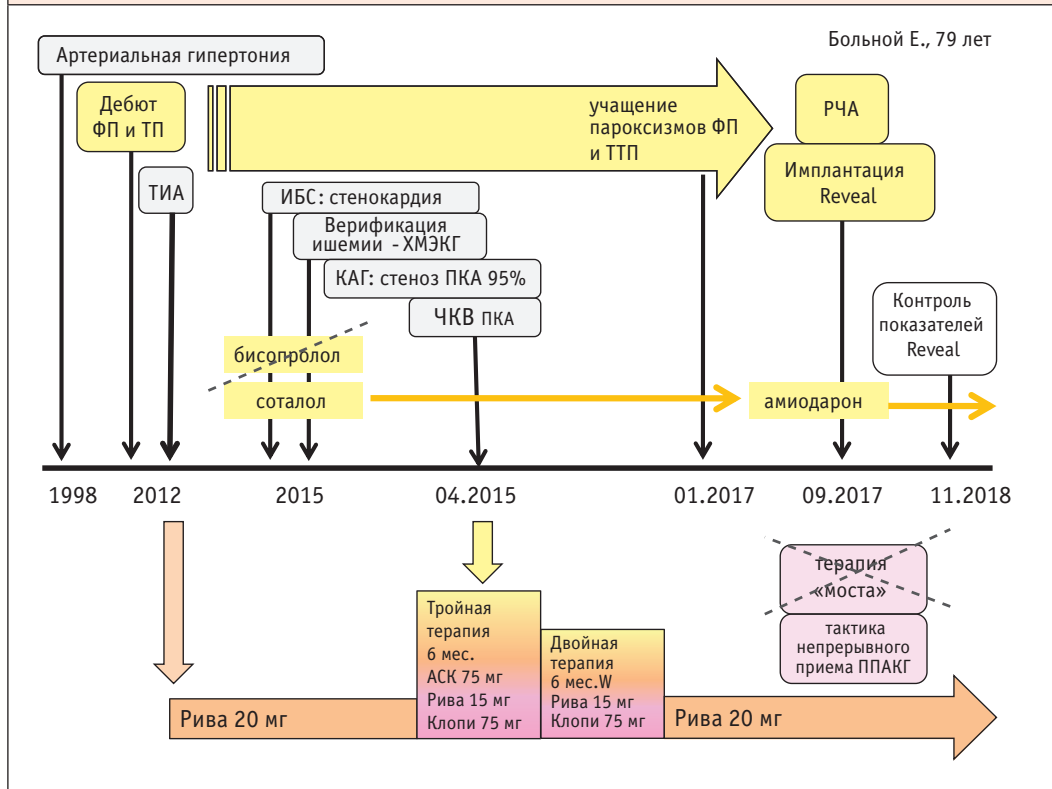 Больной Е., 79 лет
Артериальная гипертония
Дебют
ФП и ТП
ТИА
учащение
пароксизмов ФП
и ТТП
РЧА
Имплантация
Reveal
ИБС: стенокардия
Верификация
ишемии - ХМЭКГ
КАГ: стеноз ПКА 95%
ЧКВ ПКА
Контроль
показателей
Reveal
бисопролол
соталол
амиодарон
1998
2012
2015
04.2015
01.2017
09.2017
11.2018
терапия
«моста»
тактика
непрерывного
приема ППАКГ
Тройная
терапия
6 мес.
АСК 75 мг
Рива 15 мг
Клопи 75 мг
Двойная
терапия
6 мес.W
Рива 15 мг
Клопи 75 мг
Рива 20 мг
Рива 20 мг